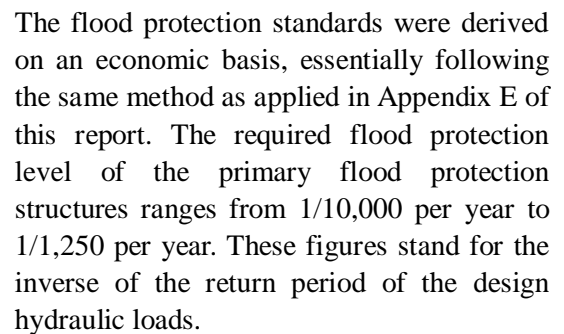 The flood protection standards were derived
on an economic basis, essentially following
the same method as applied in Appendix E of
this report. The required flood protection
level of the primary flood protection
structures ranges from 1/10,000 per year to
1/1,250 per year. These figures stand for the
inverse of the return period of the design
hydraulic loads.